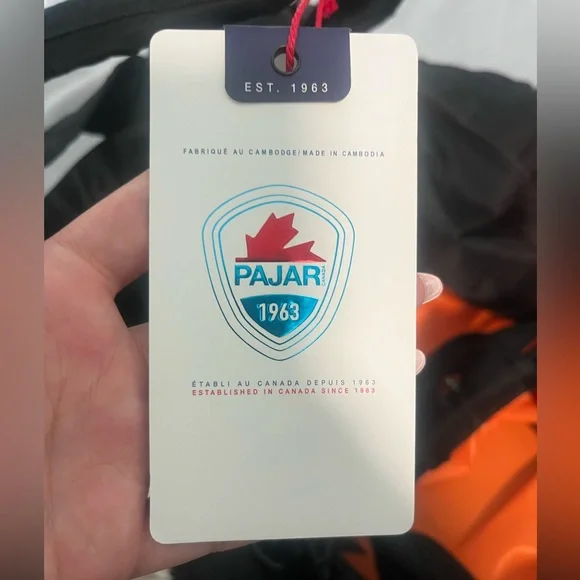 EST. 1963
FABRIQUÉ AU CAMBODGE/MADE IN CAMBODIA
PAJAR
CANADA
1963
ÉTABLI AU CANADA DEPUIS 1963
ESTABLISHED IN CANADA SINCE 1963